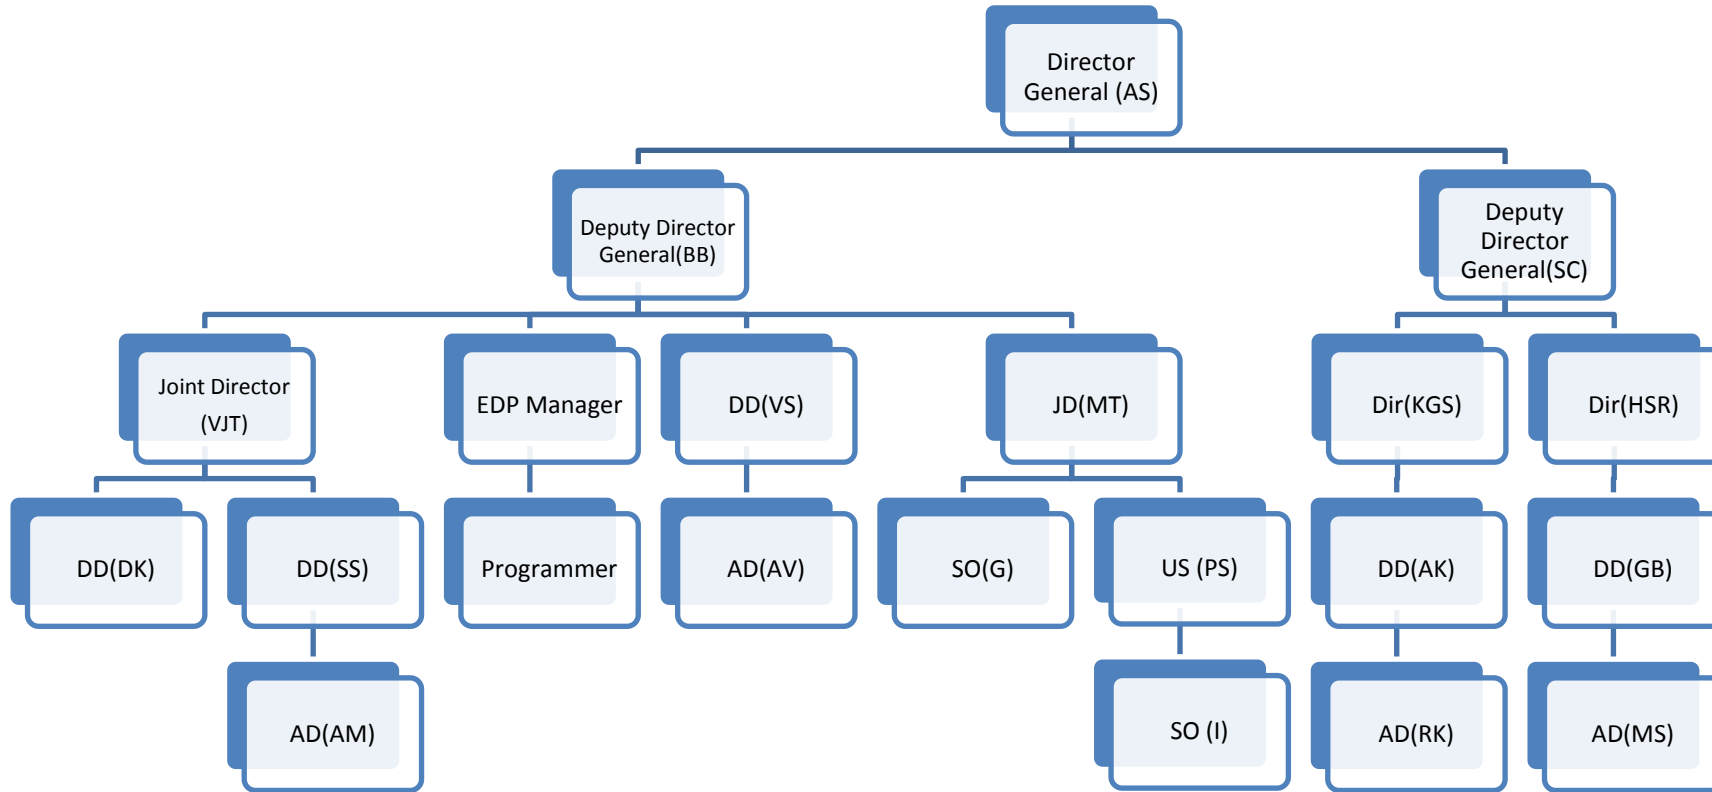 Director
General (AS)
Deputy Director
General(BB)
Deputy
Director
General(SC)
Joint Director
(VJT)
EDP Manager
DD(VS)
JD(MT)
Dir(KGS)
Dir(HSR)
DD(DK)
DD(SS)
Programmer
AD(AV)
SO(G)
US (PS)
DD(AK)
DD(GB)
AD(AM)
SO (I)
AD(RK)
AD(MS)